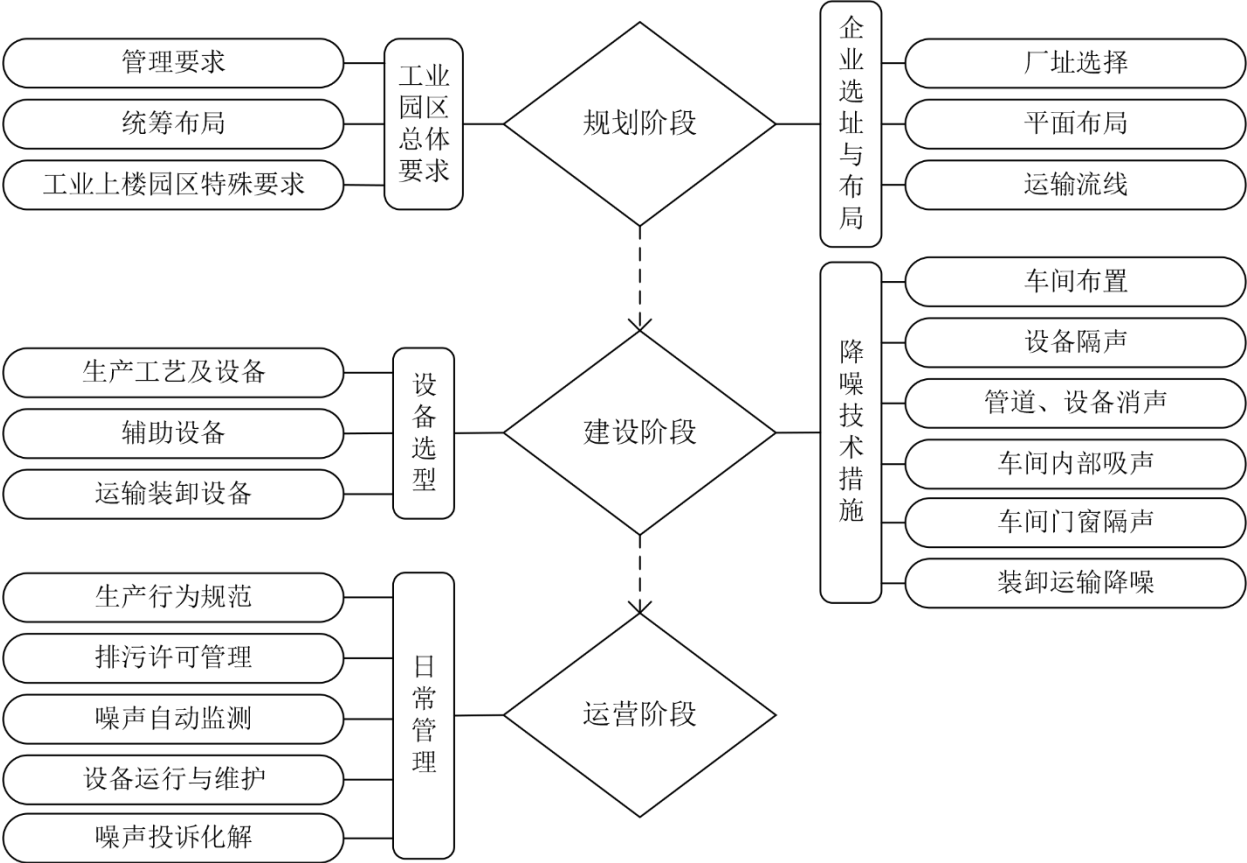 管理要求
统筹布局
工业上楼园区特殊要求
工业
园区
总体
要求
规划阶段
企业选址与布局
厂址选择
平面布局
运输流线
生产工艺及设备
辅助设备
运输装卸设备
设备选型
建设阶段
降噪技术措施
车间布置
设备隔声
管道、设备消声
车间内部吸声
车间门窗隔声
装卸运输降噪
生产行为规范
排污许可管理
噪声自动监测
设备运行与维护
噪声投诉化解
日常管理
运营阶段